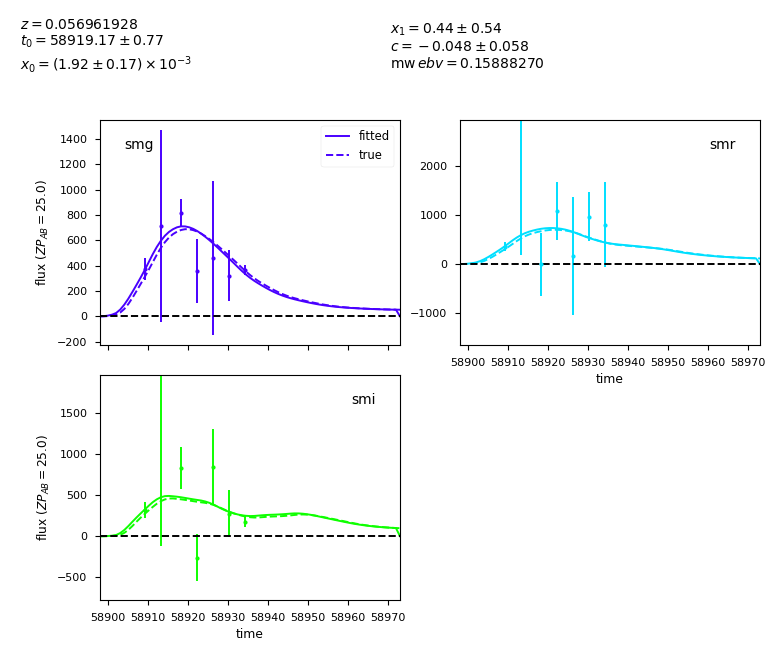 z = 0.056961928
t₀ = 58919.17 ± 0.77
x₀ = (1.92 ± 0.17) × 10⁻³
x₁ = 0.44 ± 0.54
c = −0.048 ± 0.058
mw ebv = 0.15888270
smg
fitted
true
flux (ZP_AB = 25.0)
1400
1200
1000
800
600
400
200
0
−200
smr
2000
1000
0
−1000
58900 58910 58920 58930 58940 58950 58960 58970
time
smi
flux (ZP_AB = 25.0)
1500
1000
500
0
−500
58900 58910 58920 58930 58940 58950 58960 58970
time